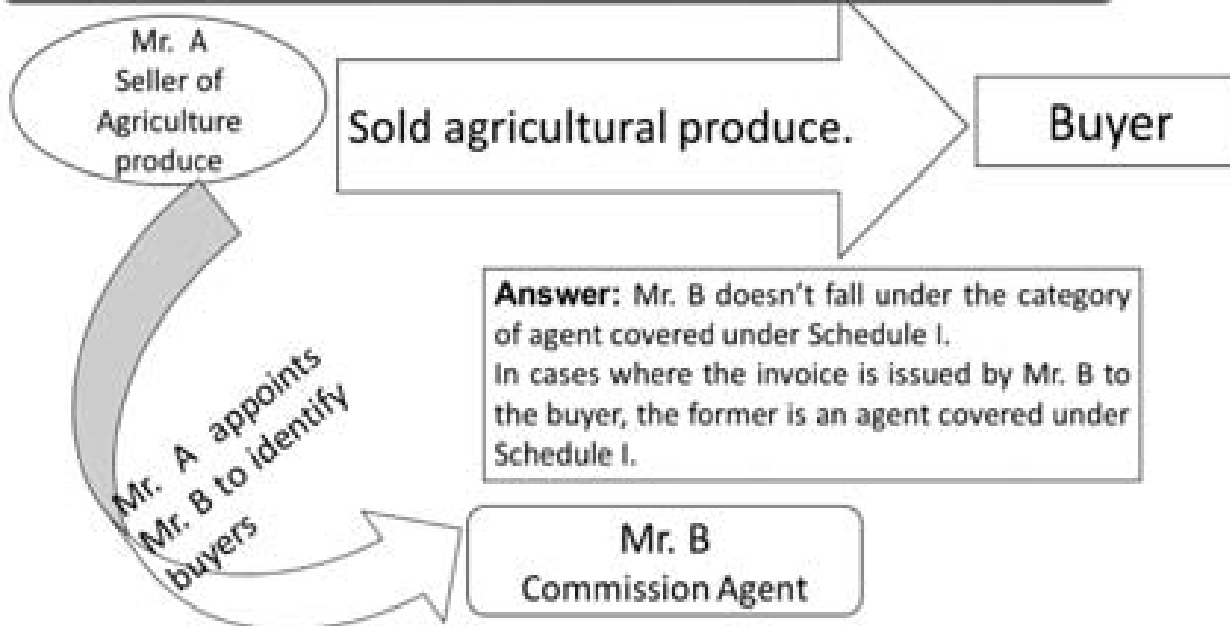 Mr. A
Seller of
Agriculture
produce
Sold agricultural produce.
Buyer
Answer: Mr. B doesn't fall under the category
of agent covered under Schedule I.
In cases where the invoice is issued by Mr. B to
the buyer, the former is an agent covered under
Schedule I.
Mr. A appoints
Mr. B to identify
buyers
Mr. B
Commission Agent